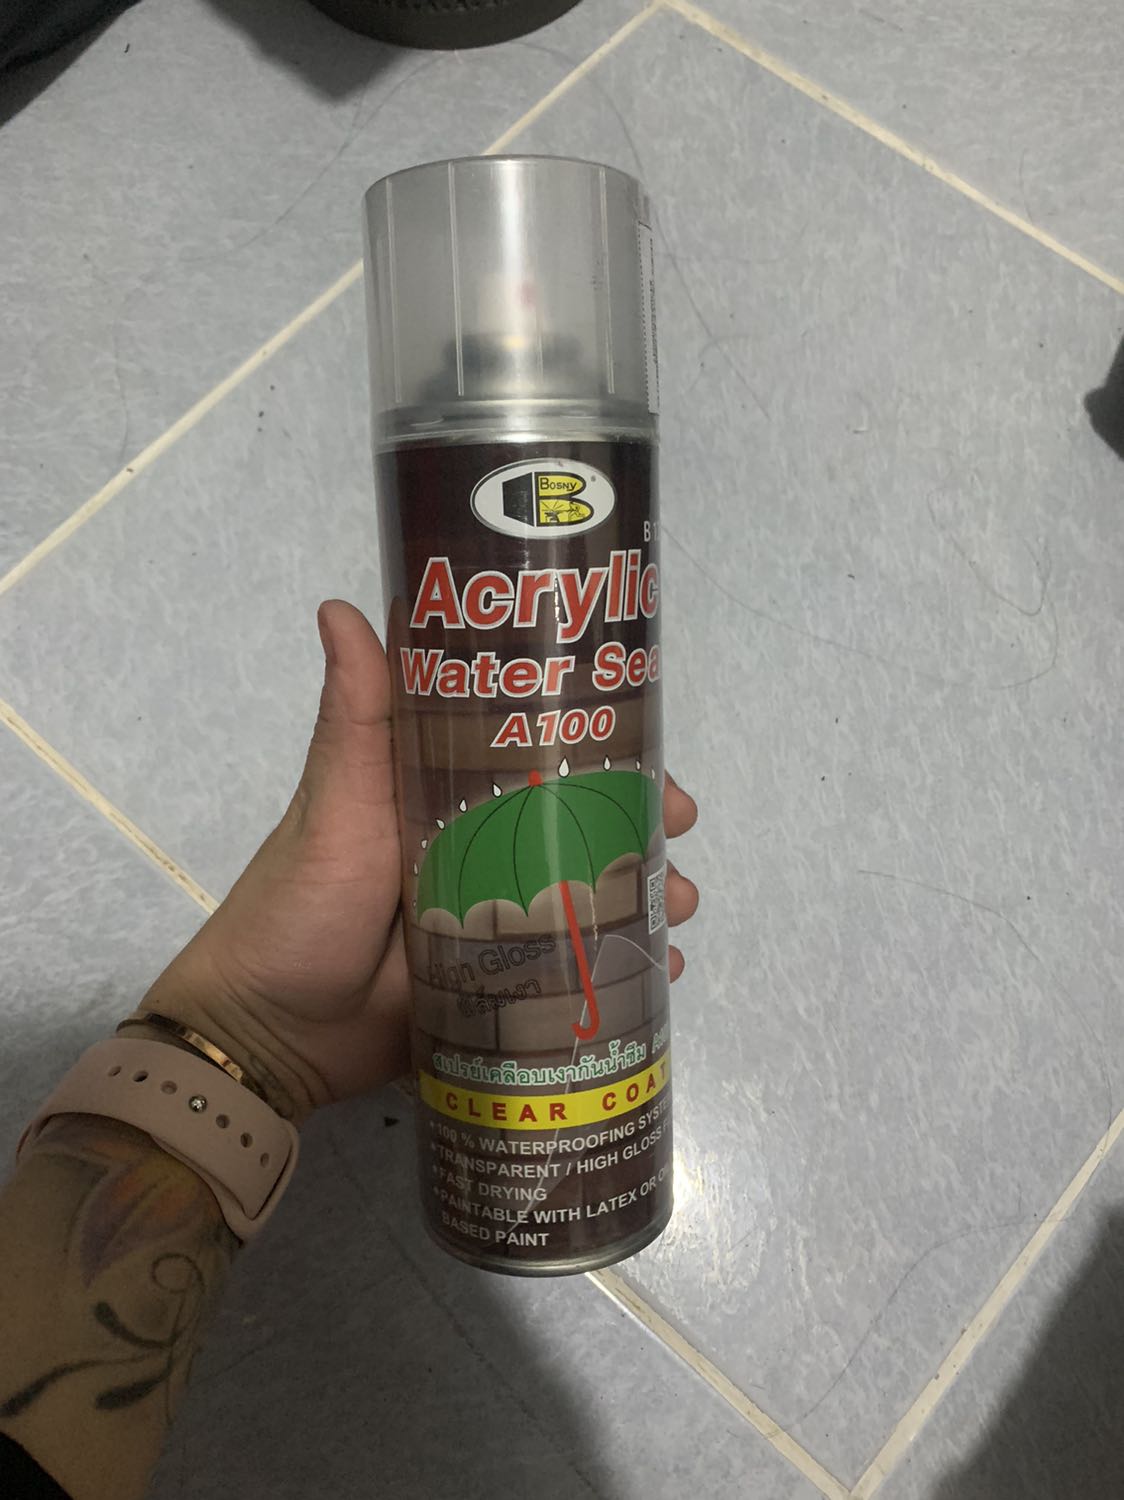 BOSNY
B
Acrylic
Water Sea
A100
High Gloss
ฟิล์มเงา
สเปรย์เคลือบเงากันน้ำซึม
CLEAR COAT
*100 % WATERPROOFING SYSTE
*TRANSPARENT / HIGH GLOSS F
*FAST DRYING
*PAINTABLE WITH LATEX OR O
BASED PAINT